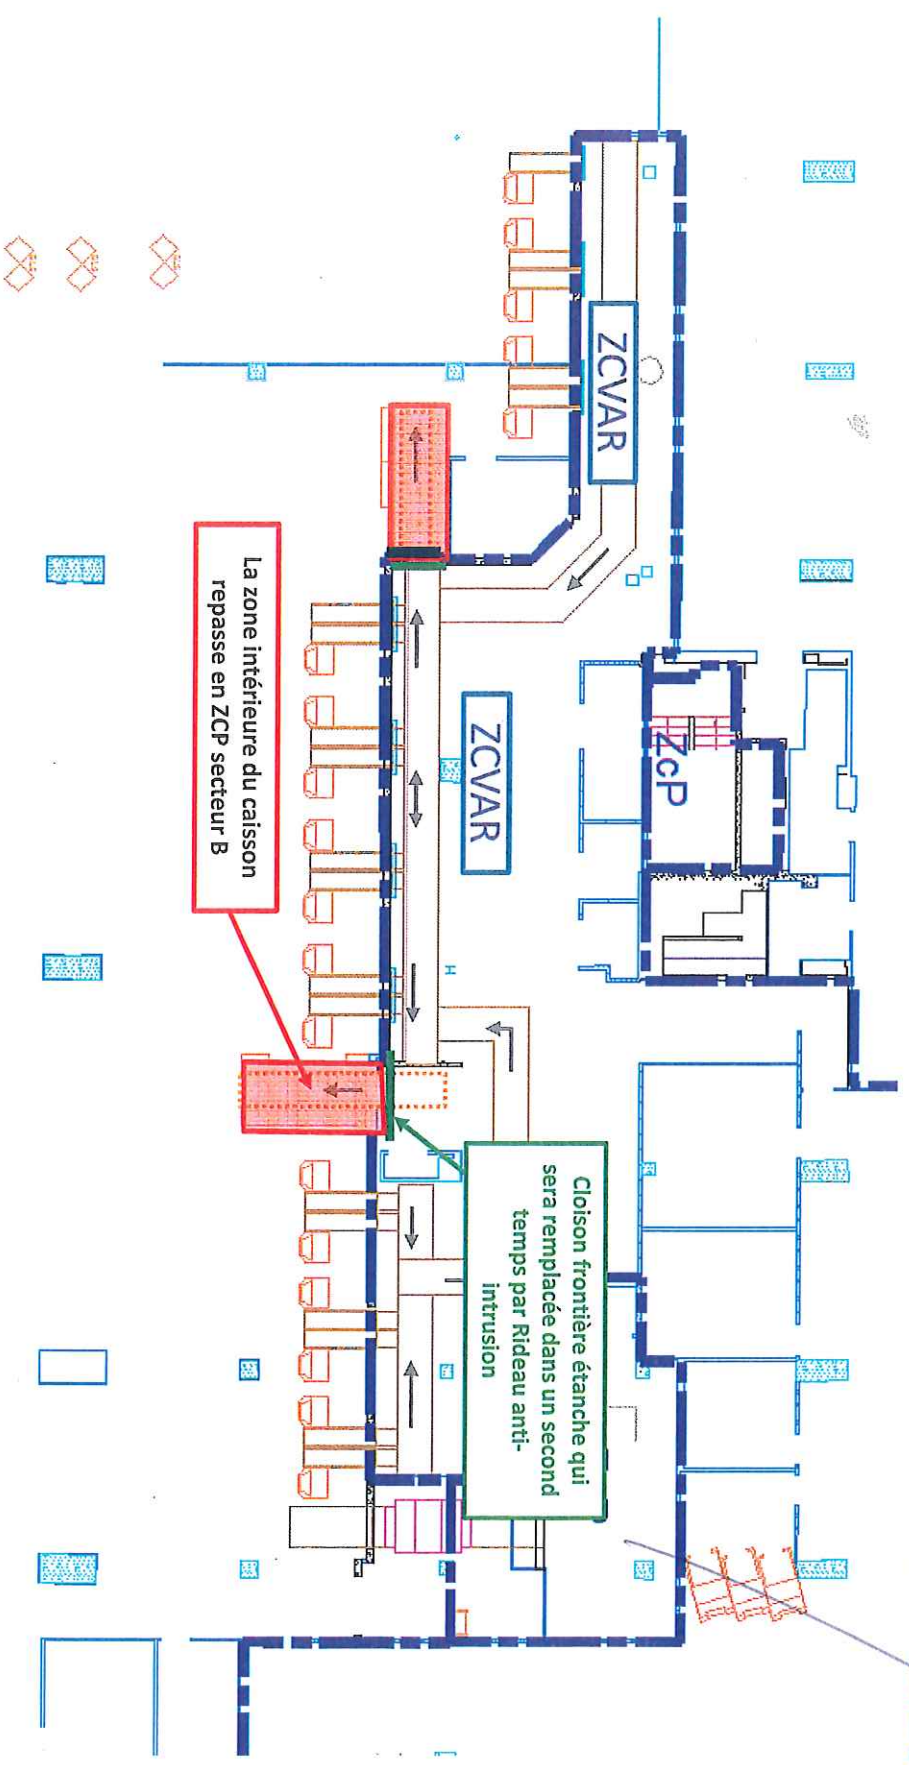 ZCVAR
ZcP
ZCVAR
La zone intérieure du caisson
repasse en ZCP secteur B
Cloison frontière étanche qui
sera remplacée dans un second
temps par Rideau anti-
intrusion